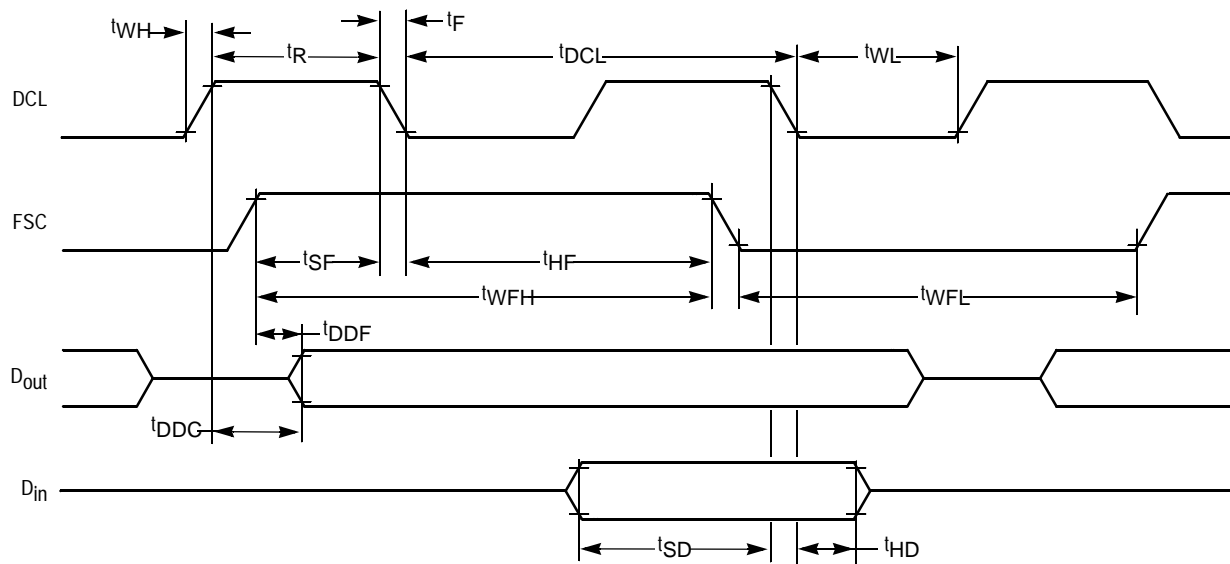 tWH
tF
tR
tDCL
tWL
DCL
FSC
tSF
tHF
tWFH
tWFL
tDDF
Dout
tDDC
Din
tSD
tHD